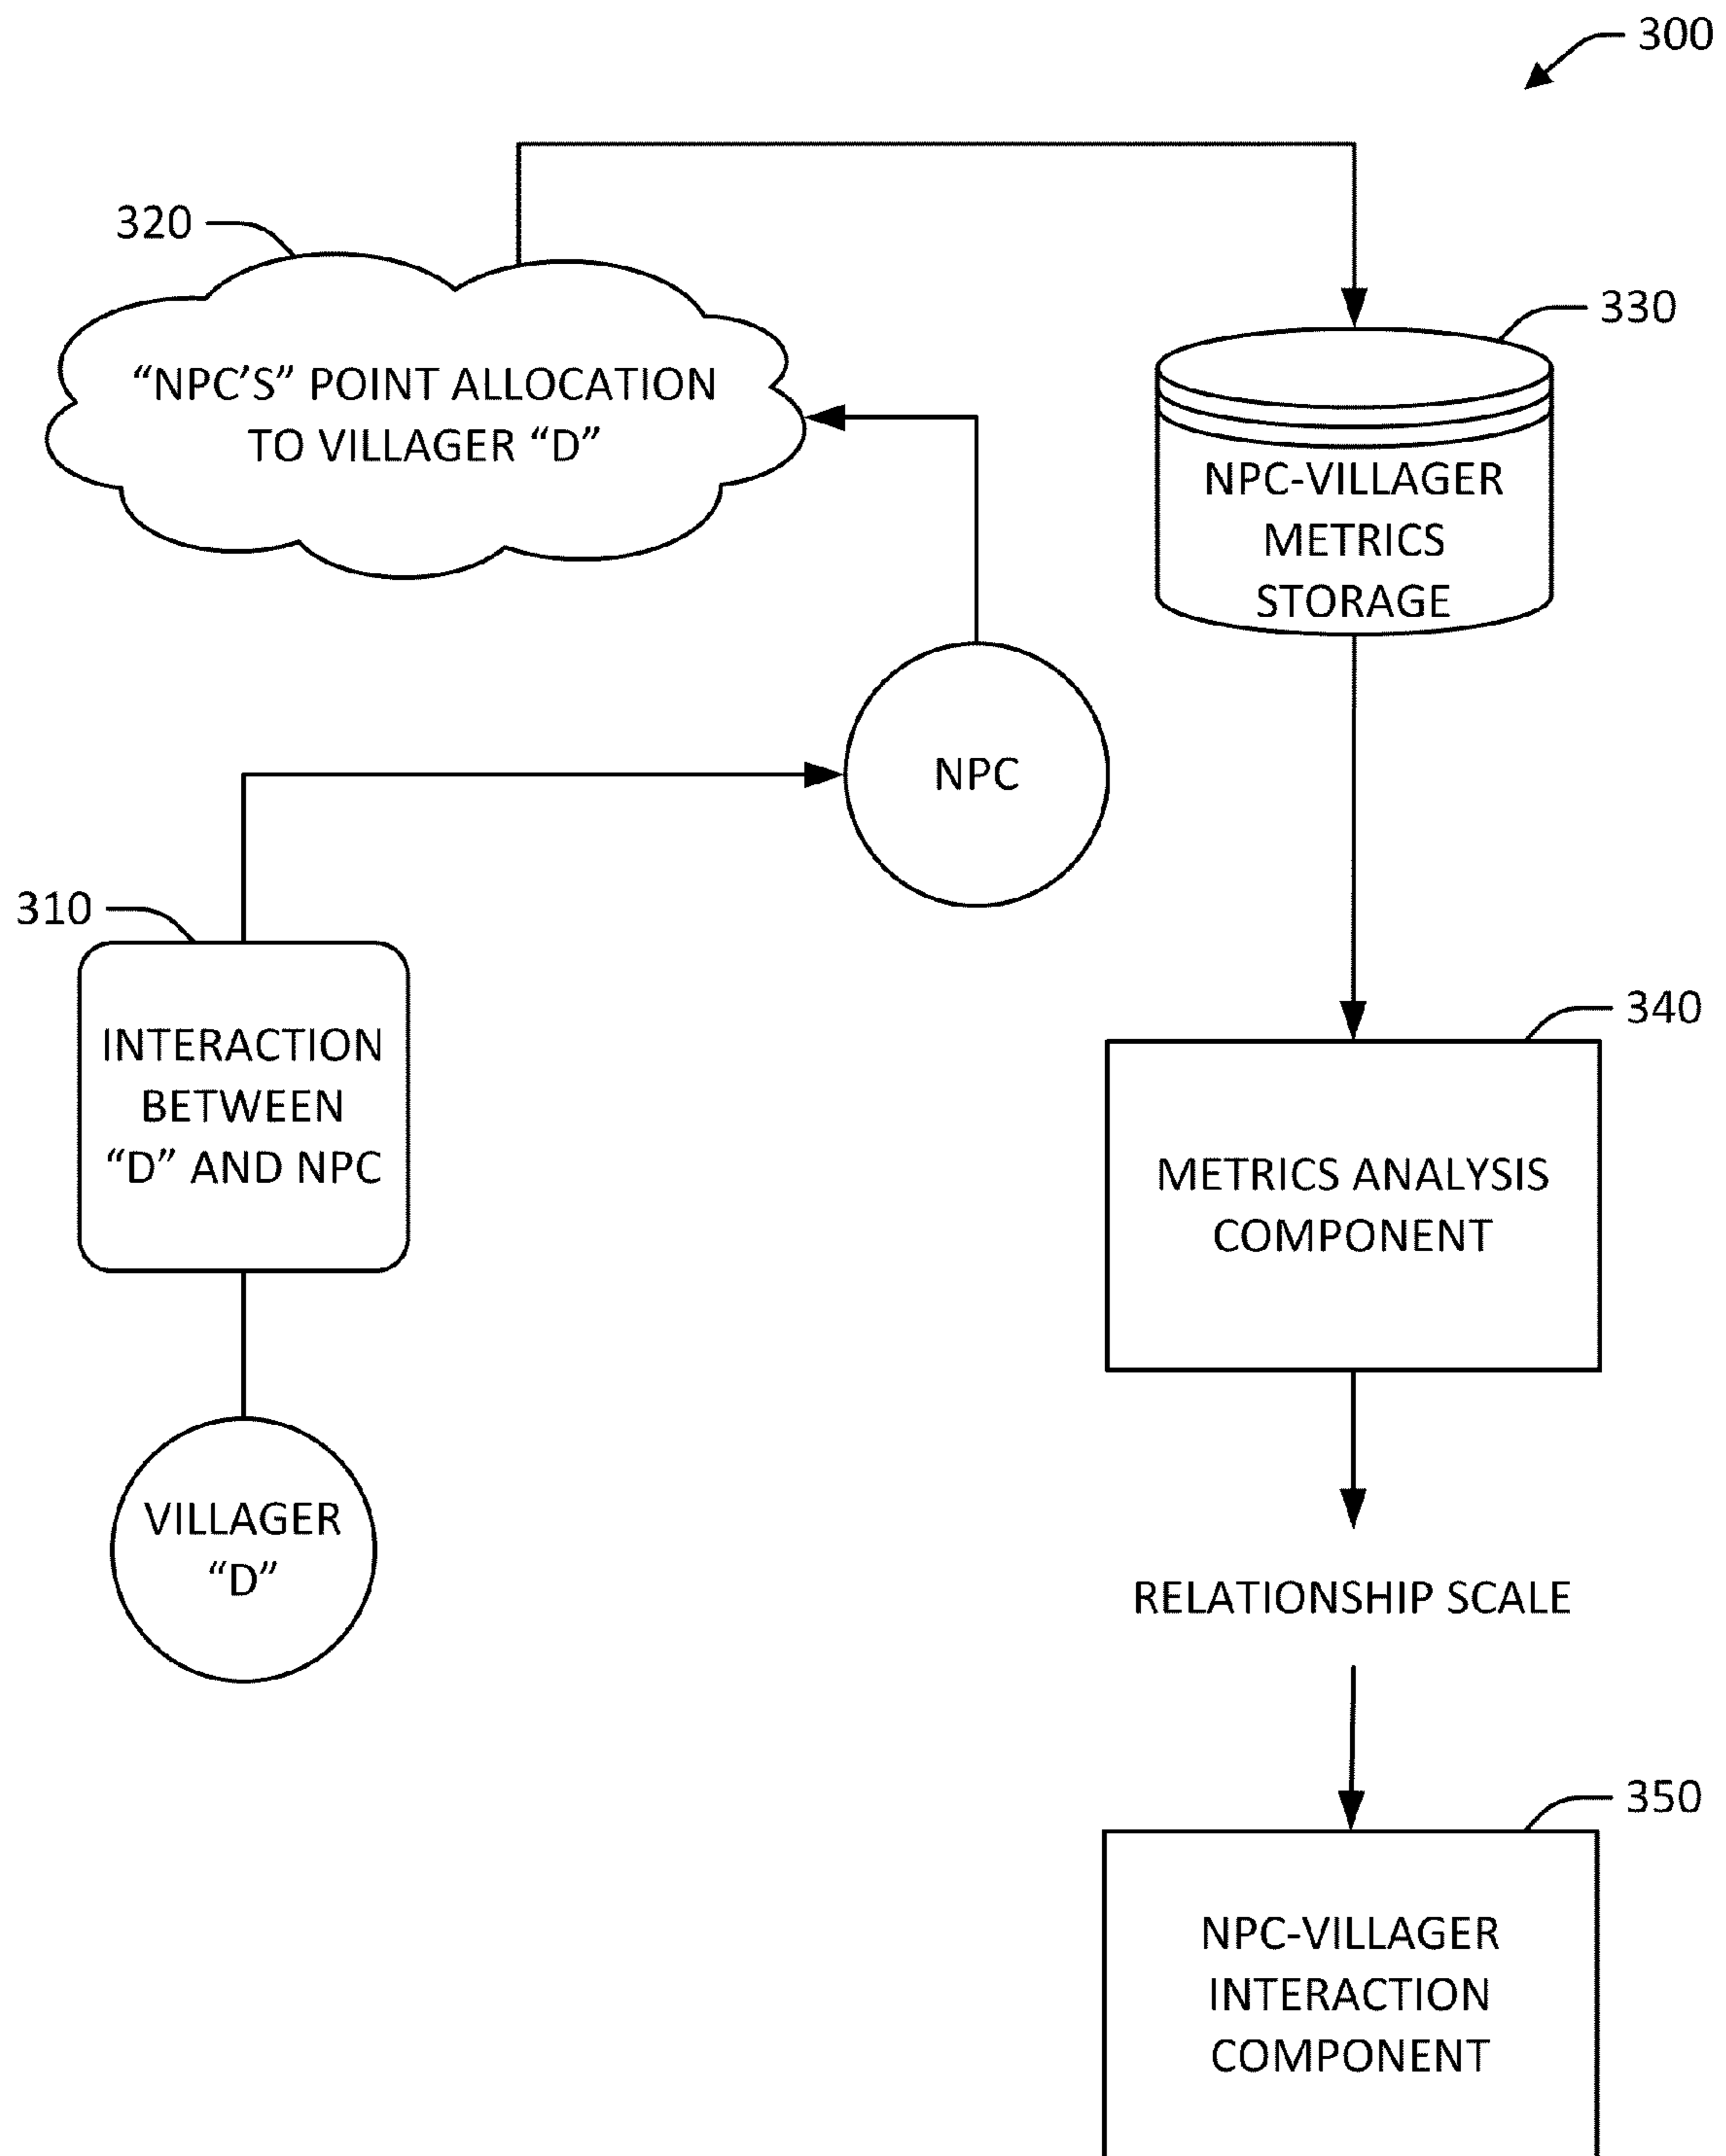 300
320
“NPC’S” POINT ALLOCATION
TO VILLAGER “D”
330
NPC-VILLAGER
METRICS
STORAGE
NPC
310
INTERACTION
BETWEEN
“D” AND NPC
340
METRICS ANALYSIS
COMPONENT
VILLAGER
“D”
RELATIONSHIP SCALE
350
NPC-VILLAGER
INTERACTION
COMPONENT